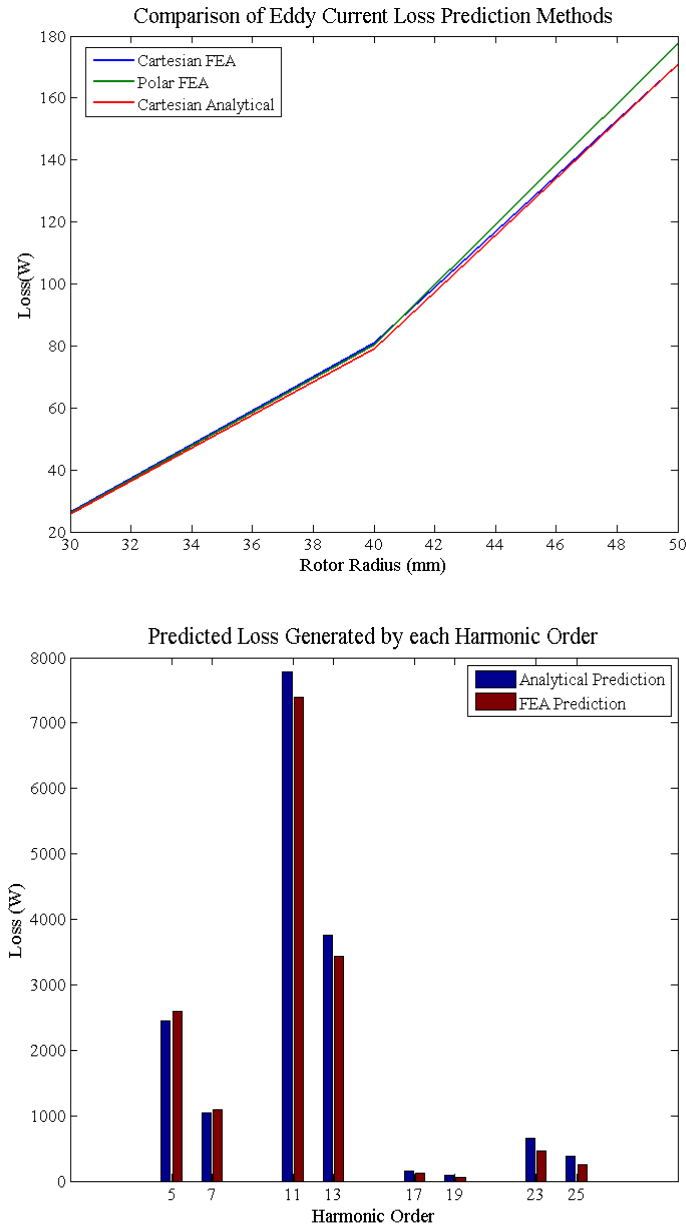 Comparison of Eddy Current Loss Prediction Methods
180
160
140
120
100
80
60
40
20
Loss(W)
Cartesian FEA
Polar FEA
Cartesian Analytical
30 32 34 36 38 40 42 44 46 48 50
Rotor Radius (mm)
Predicted Loss Generated by each Harmonic Order
8000
7000
6000
5000
4000
3000
2000
1000
0
Loss (W)
Analytical Prediction
FEA Prediction
5 7 11 13 17 19 23 25
Harmonic Order